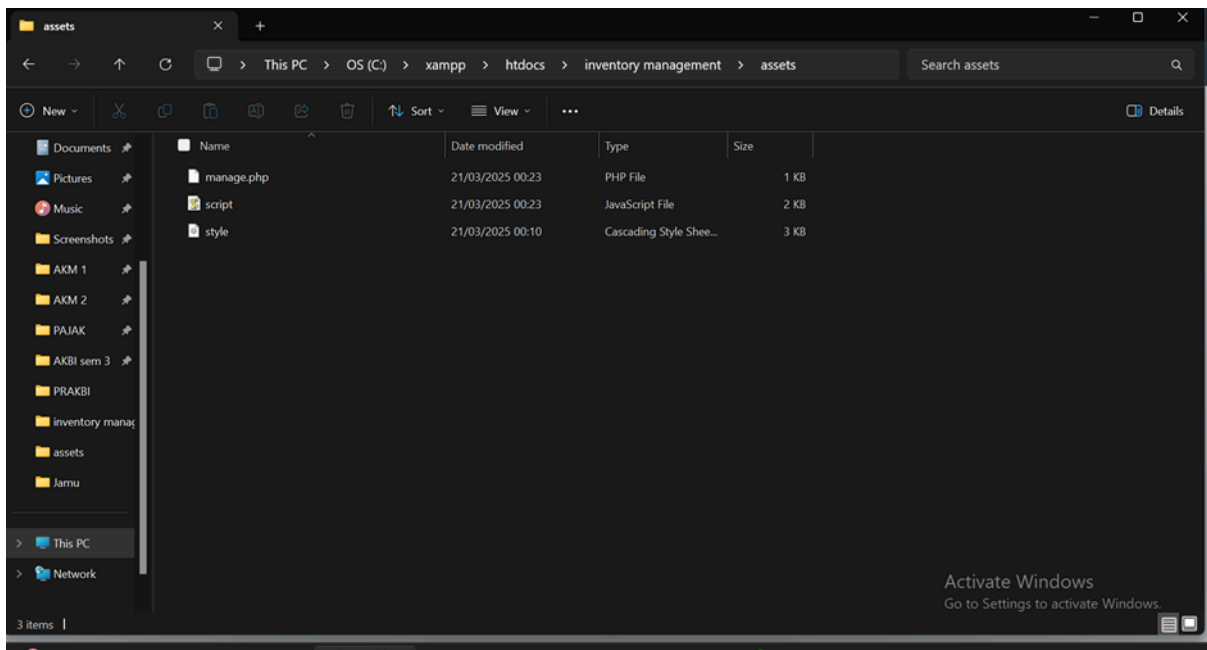 assets
This PC > OS (C:) > xampp > htdocs > inventory management > assets
Search assets
New
Sort
View
Details
Name Date modified Type Size
manage.php 21/03/2025 00:23 PHP File 1 KB
script 21/03/2025 00:23 JavaScript File 2 KB
style 21/03/2025 00:10 Cascading Style Shee... 3 KB
Documents
Pictures
Music
Screenshots
AKM 1
AKM 2
PAJAK
AKBI sem 3
PRAKBI
inventory manag
assets
Jamu
This PC
Network
Activate Windows
Go to Settings to activate Windows.
3 items